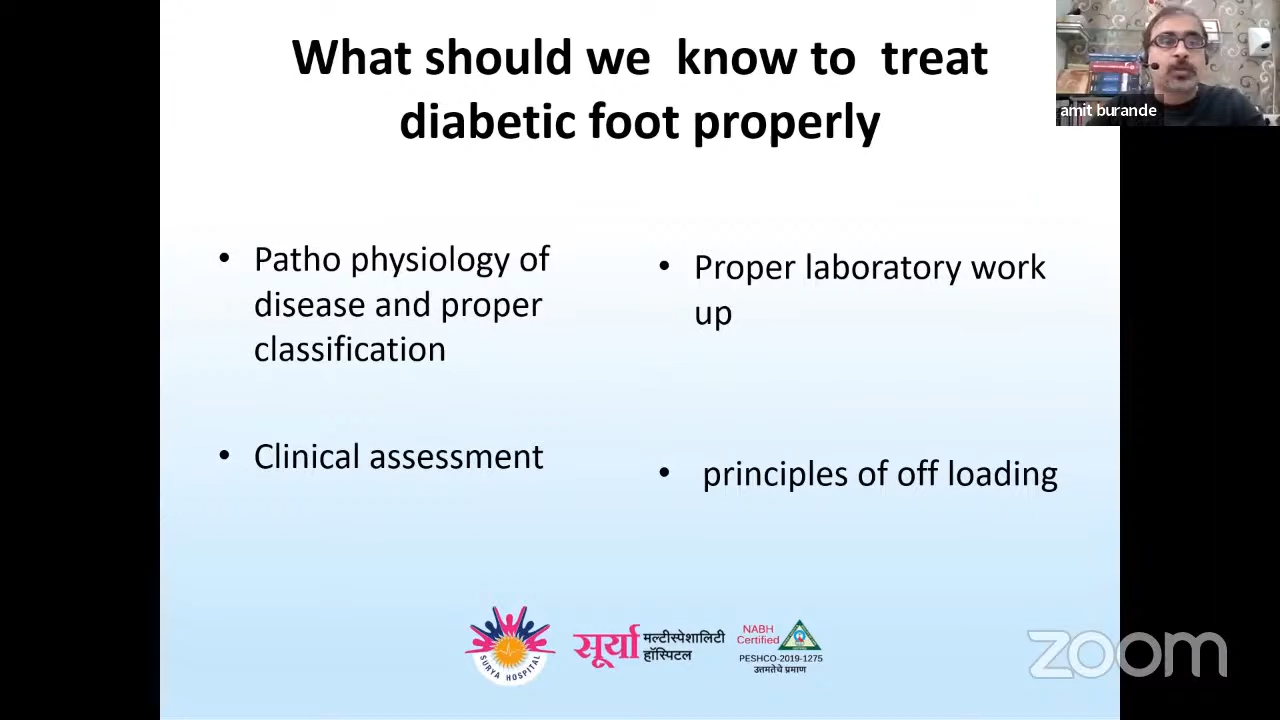 What should we know to treat
diabetic foot properly
amit burande
• Patho physiology of
disease and proper
classification
• Clinical assessment
• Proper laboratory work
up
• principles of off loading
SURYA HOSPITAL
सूर्या मल्टीस्पेशालिटी
हॉस्पिटल
NABH
Certified
PESHCO-2019-1275
उत्तमतेचे प्रमाण
zoom